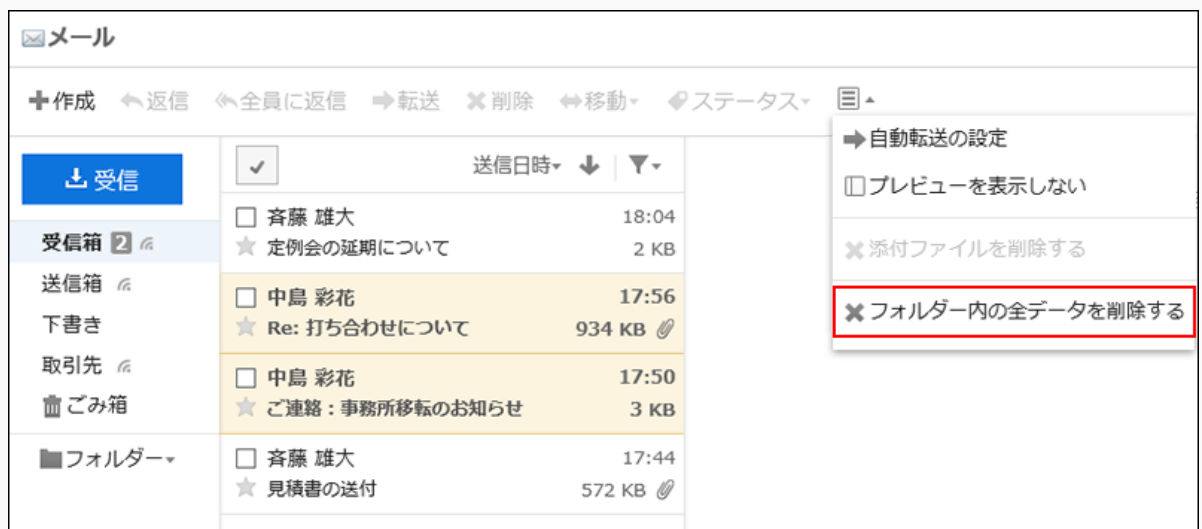 メール
作成 返信 全員に返信 転送 削除 移動 ステータス
自動転送の設定
プレビューを表示しない
添付ファイルを削除する
フォルダー内の全データを削除する
受信
受信箱 2
送信箱
下書き
取引先
ごみ箱
フォルダー
送信日時
斉藤 雄大 18:04
定例会の延期について 2 KB
中島 彩花 17:56
Re: 打ち合わせについて 934 KB
中島 彩花 17:50
ご連絡：事務所移転のお知らせ 3 KB
斉藤 雄大 17:44
見積書の送付 572 KB